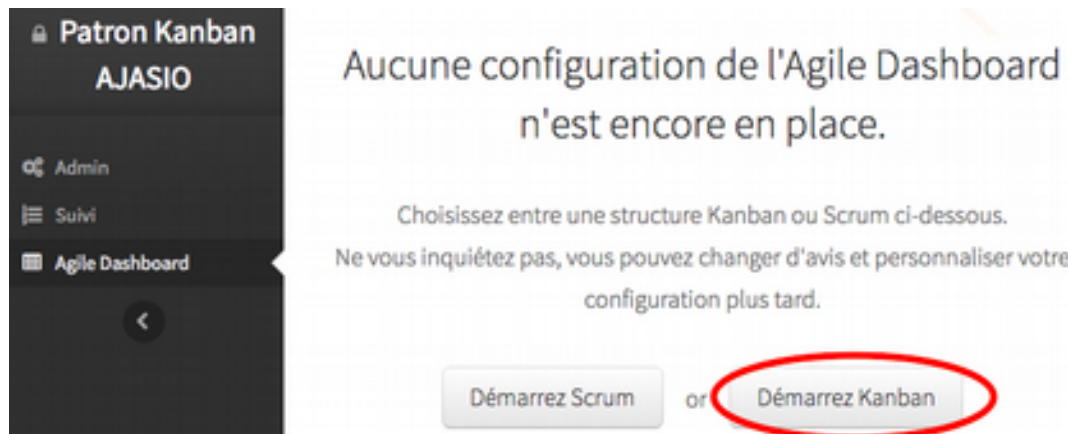 Patron Kanban
AJASIO
Admin
Suivi
Agile Dashboard
Aucune configuration de l'Agile Dashboard
n'est encore en place.
Choisissez entre une structure Kanban ou Scrum ci-dessous.
Ne vous inquiétez pas, vous pouvez changer d'avis et personnaliser votre
configuration plus tard.
Démarrez Scrum or Démarrez Kanban